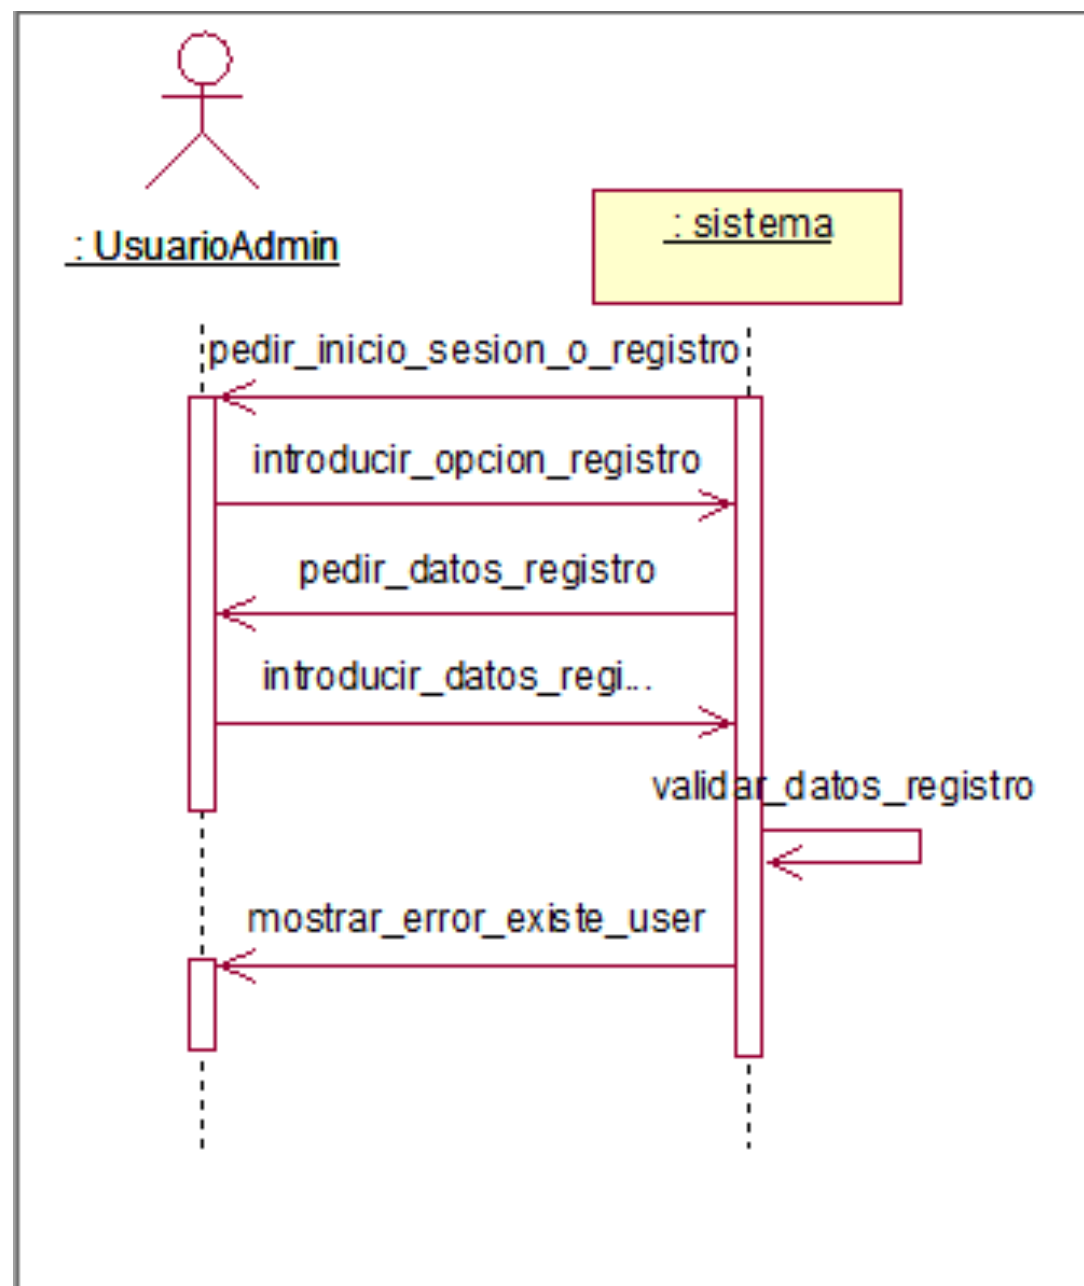 : UsuarioAdmin
: sistema
pedir_inicio_sesion_o_registro
introducir_opcion_registro
pedir_datos_registro
introducir_datos_regi...
validar_datos_registro
mostrar_error_existe_user